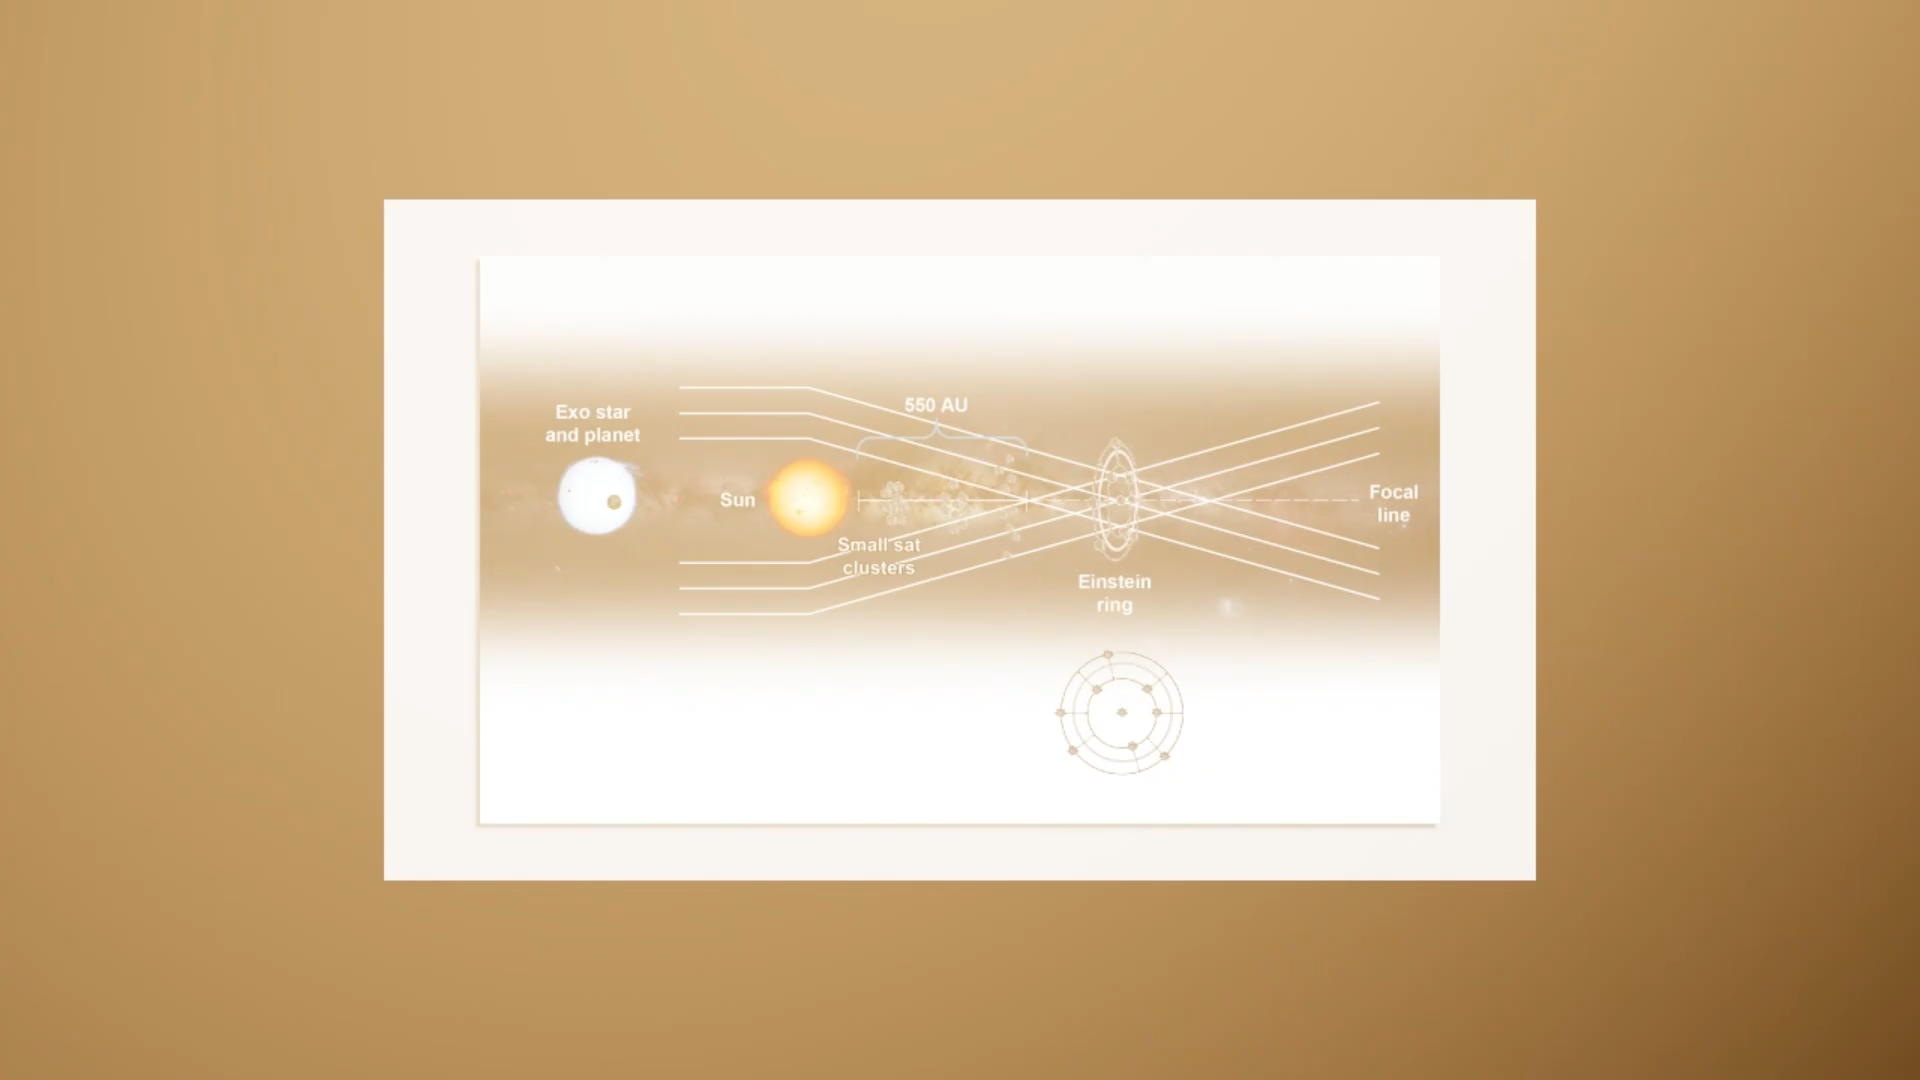 550 AU
Exo star
and planet
Sun
Focal
line
Small sat
clusters
Einstein
ring